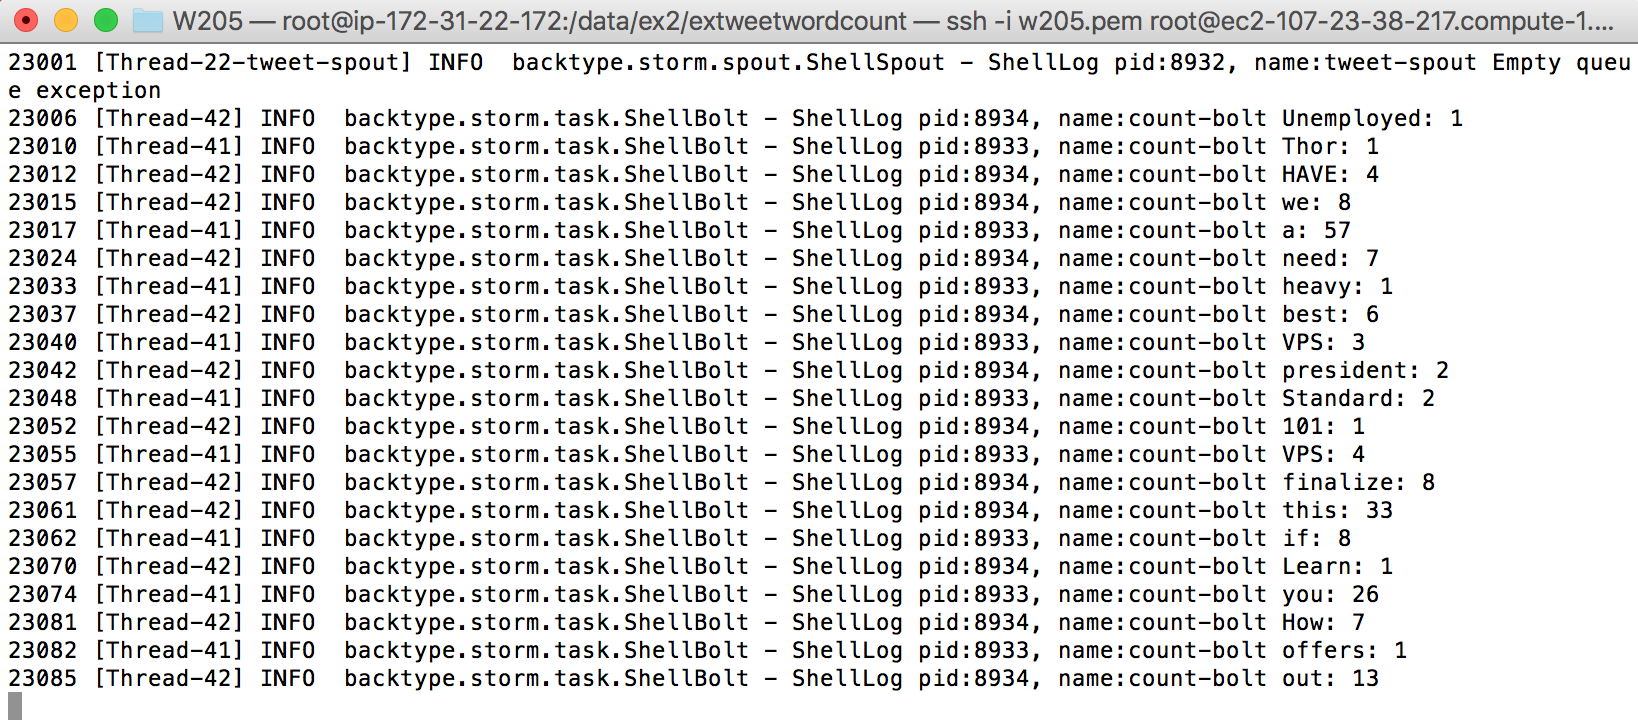 W205 — root@ip-172-31-22-172:/data/ex2/extweetwordcount — ssh -i w205.pem root@ec2-107-23-38-217.compute-1....
23001 [Thread-22-tweet-spout] INFO  backtype.storm.spout.ShellSpout - ShellLog pid:8932, name:tweet-spout Empty queu
e exception
23006 [Thread-42] INFO  backtype.storm.task.ShellBolt - ShellLog pid:8934, name:count-bolt Unemployed: 1
23010 [Thread-41] INFO  backtype.storm.task.ShellBolt - ShellLog pid:8933, name:count-bolt Thor: 1
23012 [Thread-42] INFO  backtype.storm.task.ShellBolt - ShellLog pid:8934, name:count-bolt HAVE: 4
23015 [Thread-42] INFO  backtype.storm.task.ShellBolt - ShellLog pid:8934, name:count-bolt we: 8
23017 [Thread-41] INFO  backtype.storm.task.ShellBolt - ShellLog pid:8933, name:count-bolt a: 57
23024 [Thread-42] INFO  backtype.storm.task.ShellBolt - ShellLog pid:8934, name:count-bolt need: 7
23033 [Thread-41] INFO  backtype.storm.task.ShellBolt - ShellLog pid:8933, name:count-bolt heavy: 1
23037 [Thread-42] INFO  backtype.storm.task.ShellBolt - ShellLog pid:8934, name:count-bolt best: 6
23040 [Thread-41] INFO  backtype.storm.task.ShellBolt - ShellLog pid:8933, name:count-bolt VPS: 3
23042 [Thread-42] INFO  backtype.storm.task.ShellBolt - ShellLog pid:8934, name:count-bolt president: 2
23048 [Thread-41] INFO  backtype.storm.task.ShellBolt - ShellLog pid:8933, name:count-bolt Standard: 2
23052 [Thread-42] INFO  backtype.storm.task.ShellBolt - ShellLog pid:8934, name:count-bolt 101: 1
23055 [Thread-41] INFO  backtype.storm.task.ShellBolt - ShellLog pid:8933, name:count-bolt VPS: 4
23057 [Thread-42] INFO  backtype.storm.task.ShellBolt - ShellLog pid:8934, name:count-bolt finalize: 8
23061 [Thread-42] INFO  backtype.storm.task.ShellBolt - ShellLog pid:8934, name:count-bolt this: 33
23062 [Thread-41] INFO  backtype.storm.task.ShellBolt - ShellLog pid:8933, name:count-bolt if: 8
23070 [Thread-42] INFO  backtype.storm.task.ShellBolt - ShellLog pid:8934, name:count-bolt Learn: 1
23074 [Thread-41] INFO  backtype.storm.task.ShellBolt - ShellLog pid:8933, name:count-bolt you: 26
23081 [Thread-42] INFO  backtype.storm.task.ShellBolt - ShellLog pid:8934, name:count-bolt How: 7
23082 [Thread-41] INFO  backtype.storm.task.ShellBolt - ShellLog pid:8933, name:count-bolt offers: 1
23085 [Thread-42] INFO  backtype.storm.task.ShellBolt - ShellLog pid:8934, name:count-bolt out: 13